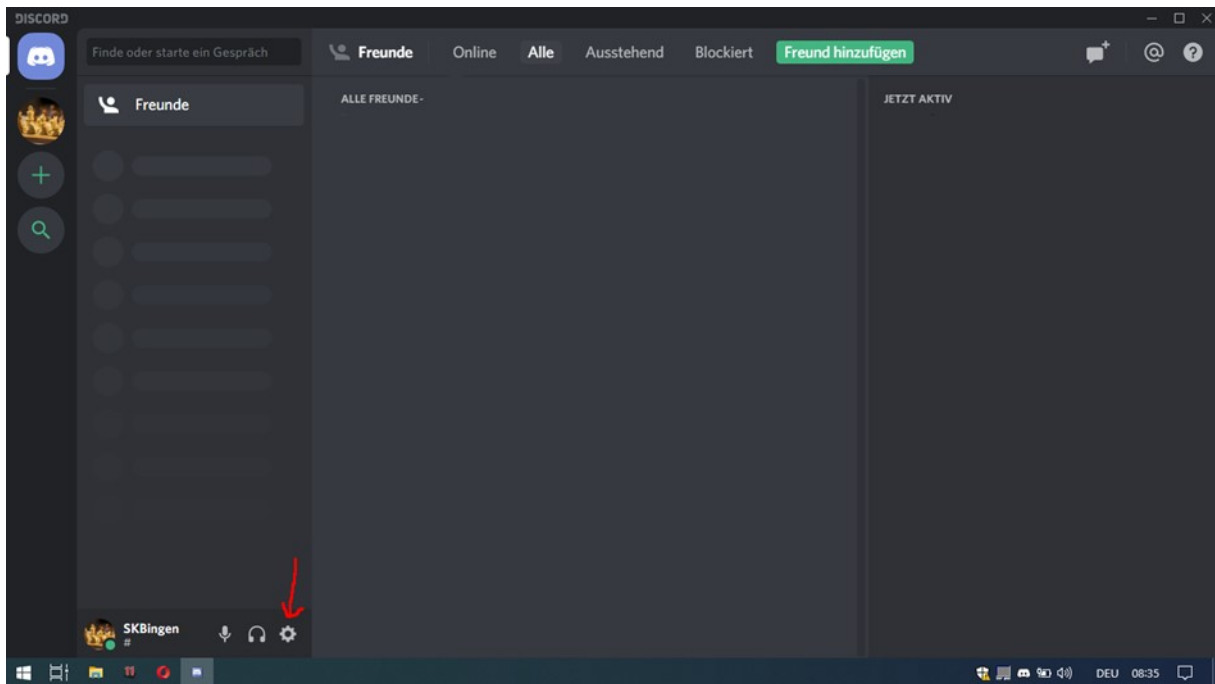 DISCORD
Finde oder starte ein Gespräch
Freunde
Online
Alle
Ausstehend
Blockiert
Freund hinzufügen
Freunde
ALLE FREUNDE-
JETZT AKTIV
SKBingen
#
DEU
08:35